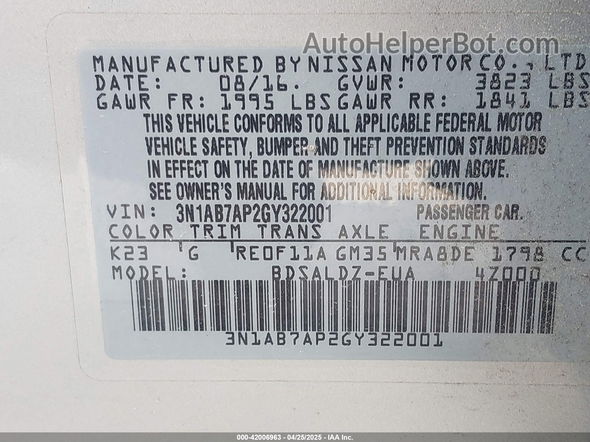 AutoHelperBot.com
MANUFACTURED BY NISSAN MOTOR CO., LTD
DATE: 08/16. GVWR: 3823 LBS
GAWR FR: 1995 LBS GAWR RR: 1841 LBS
THIS VEHICLE CONFORMS TO ALL APPLICABLE FEDERAL MOTOR
VEHICLE SAFETY, BUMPER AND THEFT PREVENTION STANDARDS
IN EFFECT ON THE DATE OF MANUFACTURE SHOWN ABOVE.
SEE OWNER'S MANUAL FOR ADDITIONAL INFORMATION.
VIN: 3N1AB7AP2GY322001 PASSENGER CAR.
COLOR TRIM TRANS AXLE ENGINE
K23 G RE0F11A GM35 MRA8DE 1798 CC
MODEL: BDSALDZ-EUA 4Z000
3N1AB7AP2GY322001
000 - 42006963 - 04/25/2025 - IAA Inc.